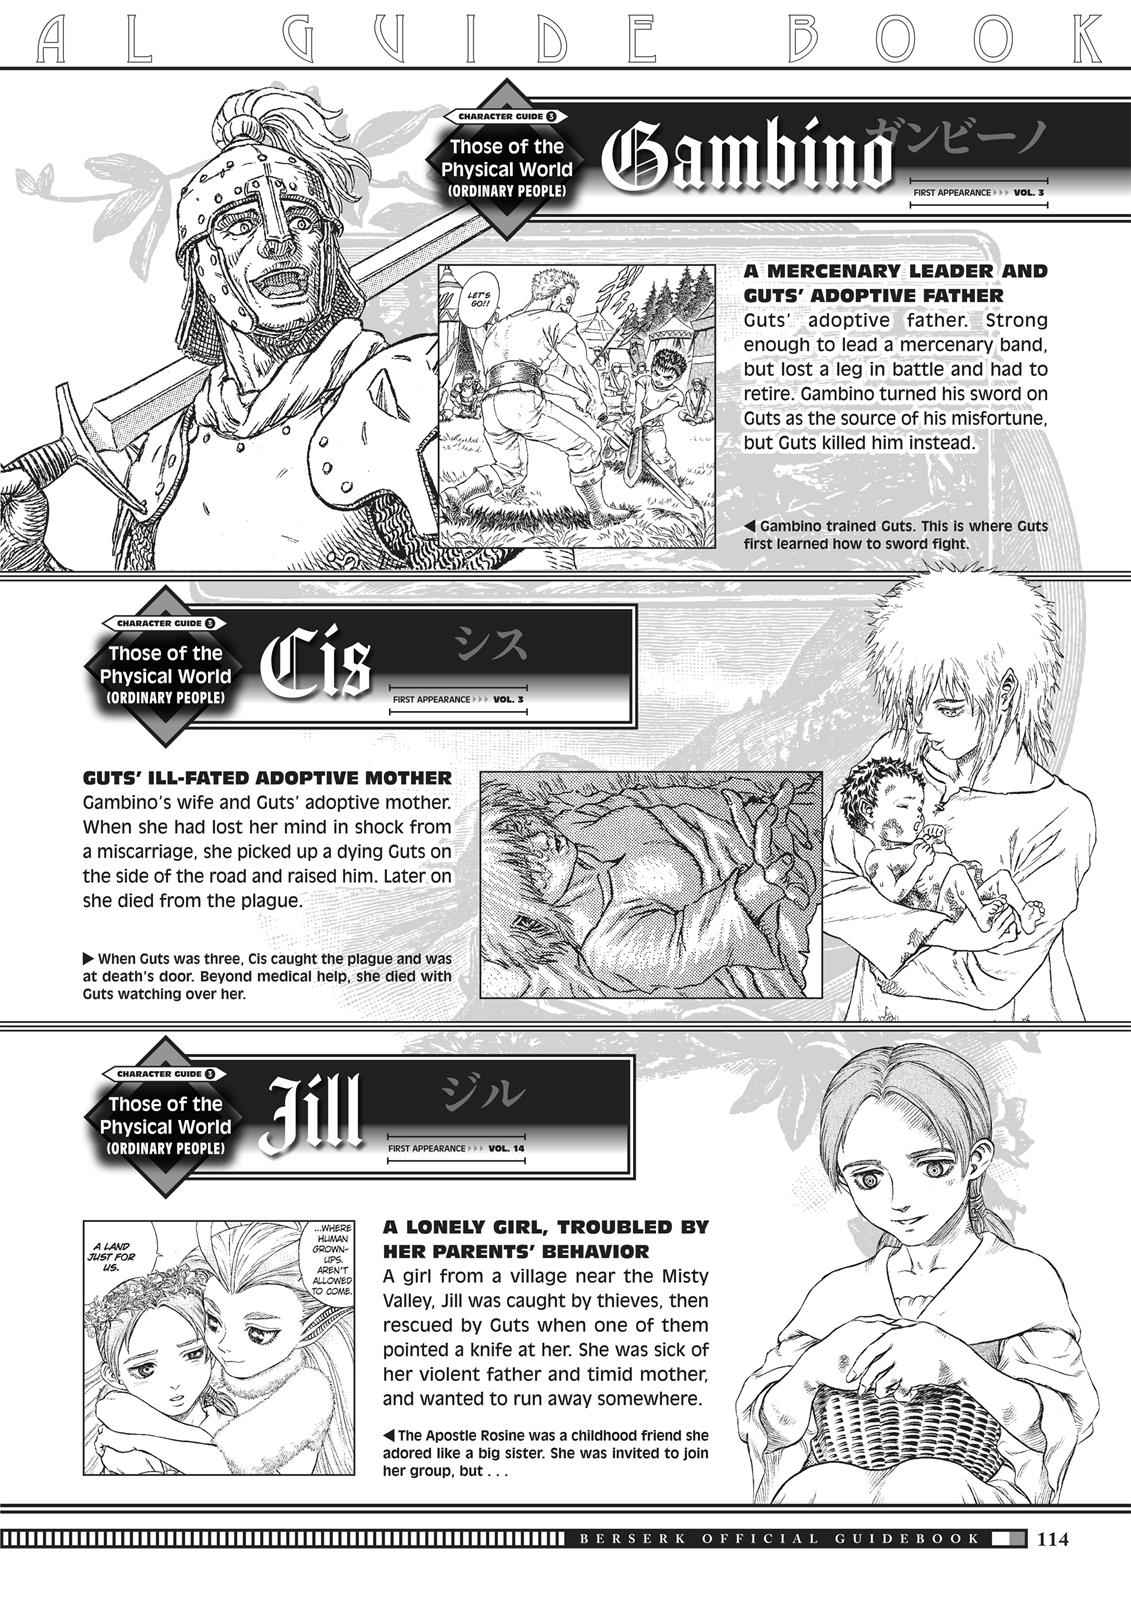 AL GUIDE BOOK
CHARACTER GUIDE 3
Those of the
Physical World
(ORDINARY PEOPLE)
Gambino
ガンビーノ
FIRST APPEARANCE VOL. 3
LET'S
GO!!
A MERCENARY LEADER AND
GUTS' ADOPTIVE FATHER
Guts' adoptive father. Strong
enough to lead a mercenary band,
but lost a leg in battle and had to
retire. Gambino turned his sword on
Guts as the source of his misfortune,
but Guts killed him instead.
◀ Gambino trained Guts. This is where Guts
first learned how to sword fight.
CHARACTER GUIDE 3
Those of the
Physical World
(ORDINARY PEOPLE)
Cis
シス
FIRST APPEARANCE VOL. 3
GUTS' ILL-FATED ADOPTIVE MOTHER
Gambino's wife and Guts' adoptive mother.
When she had lost her mind in shock from
a miscarriage, she picked up a dying Guts on
the side of the road and raised him. Later on
she died from the plague.
▶ When Guts was three, Cis caught the plague and was
at death's door. Beyond medical help, she died with
Guts watching over her.
CHARACTER GUIDE 3
Those of the
Physical World
(ORDINARY PEOPLE)
Jill
ジル
FIRST APPEARANCE VOL. 14
A LAND
JUST FOR
US.
...WHERE
HUMAN
GROWN-
UPS.
AREN'T
ALLOWED
TO COME.
A LONELY GIRL, TROUBLED BY
HER PARENTS' BEHAVIOR
A girl from a village near the Misty
Valley, Jill was caught by thieves, then
rescued by Guts when one of them
pointed a knife at her. She was sick of
her violent father and timid mother,
and wanted to run away somewhere.
◀ The Apostle Rosine was a childhood friend she
adored like a big sister. She was invited to join
her group, but . . .
BERSERK OFFICIAL GUIDEBOOK 114